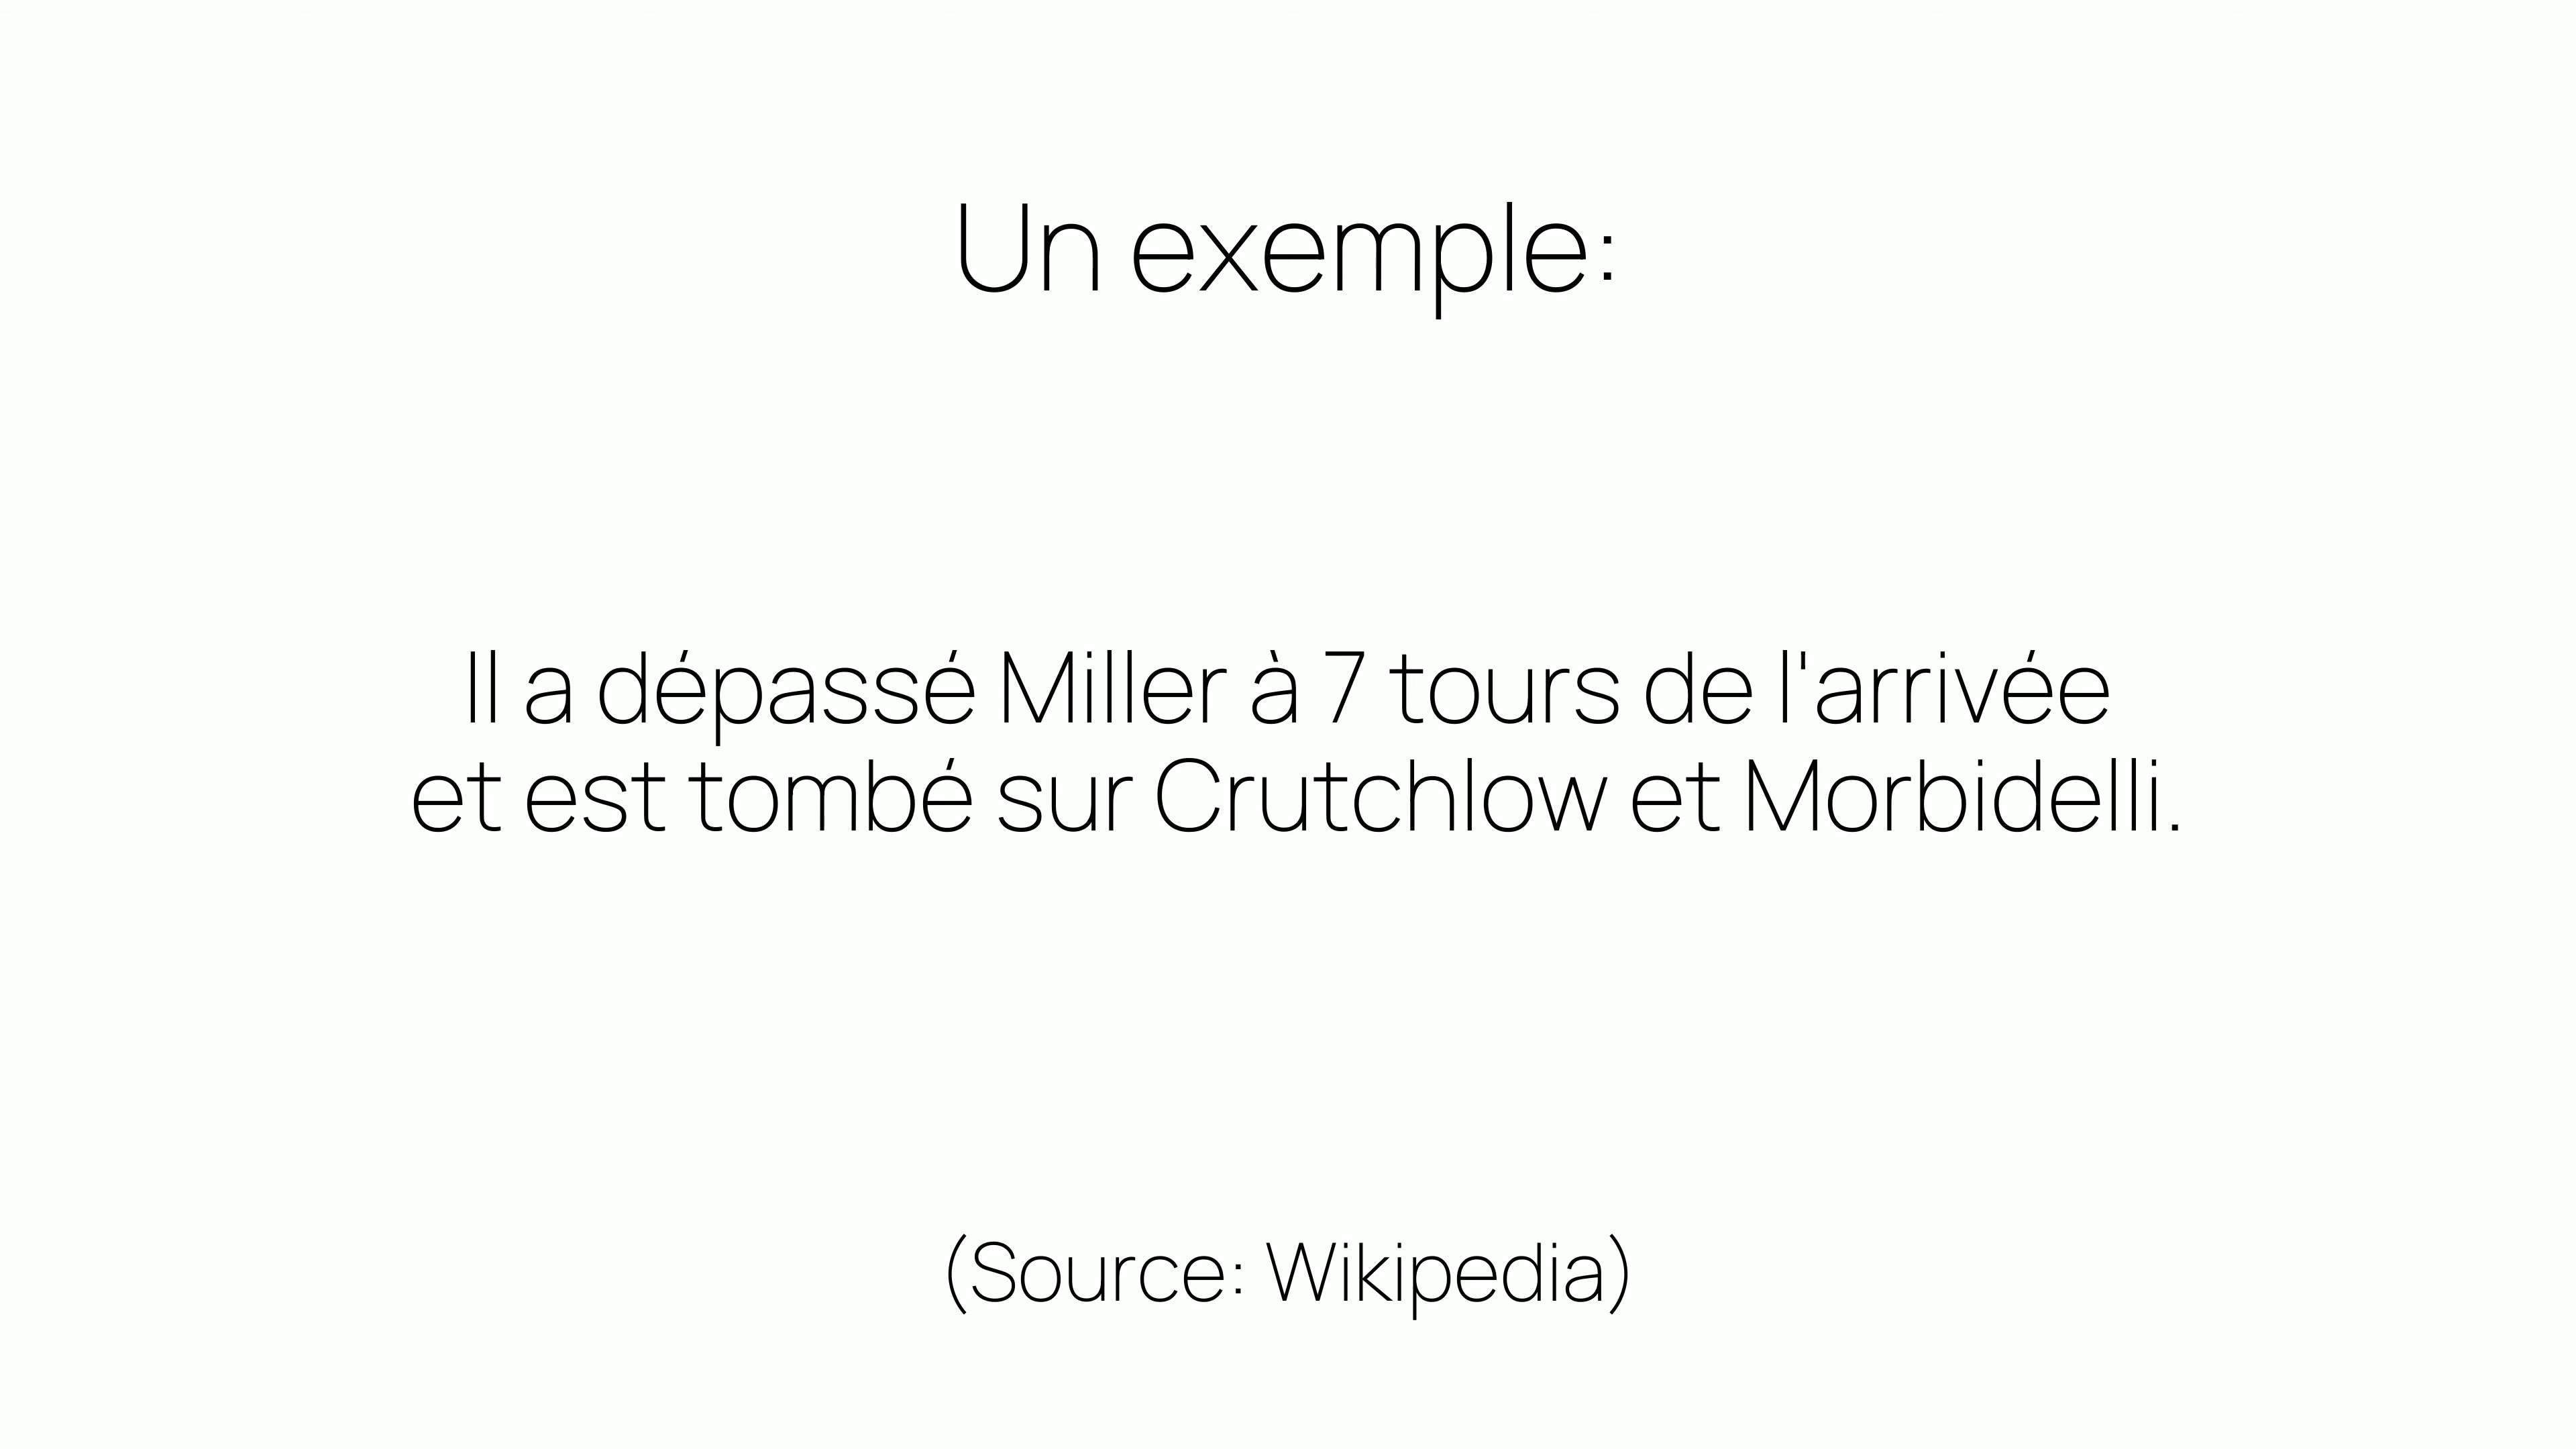 Un exemple:
Il a dépassé Miller à 7 tours de l'arrivée
et est tombé sur Crutchlow et Morbidelli.
(Source: Wikipedia)